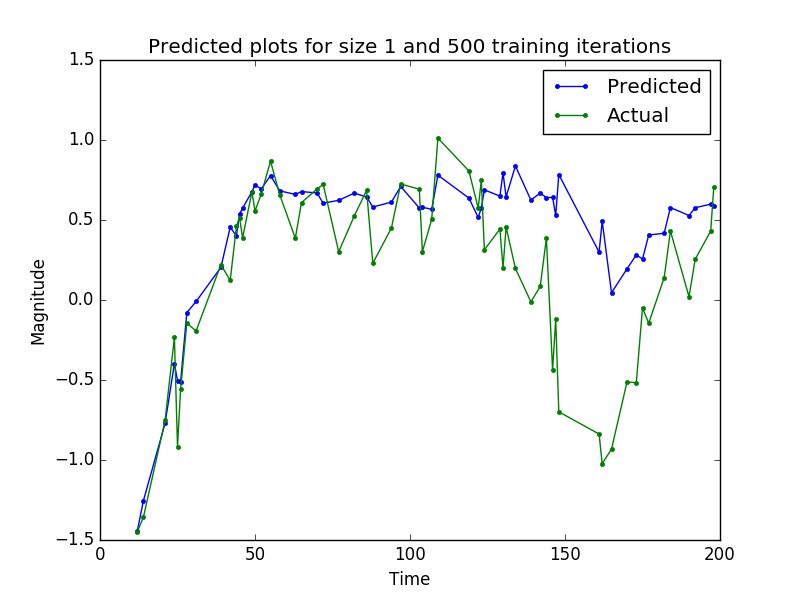 Predicted plots for size 1 and 500 training iterations
1.5
1.0
0.5
0.0
−0.5
−1.0
−1.5
Magnitude
0 50 100 150 200
Time
Predicted
Actual